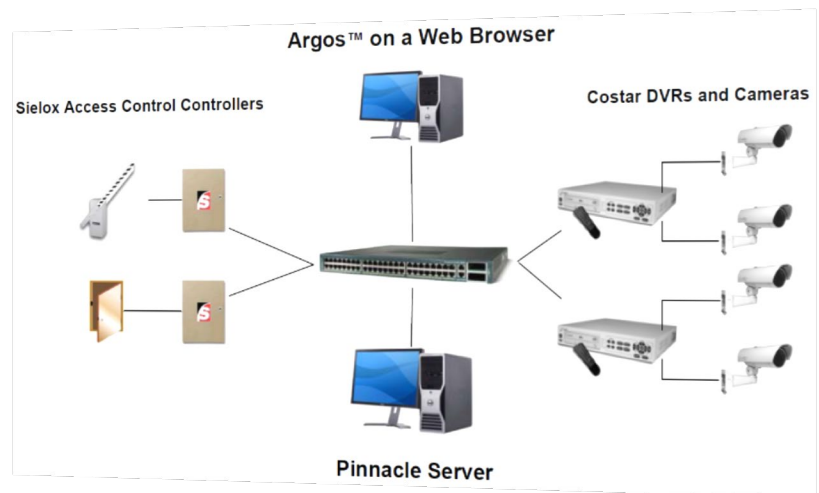 Argos™ on a Web Browser
Sielox Access Control Controllers
Costar DVRs and Cameras
S
S
Pinnacle Server